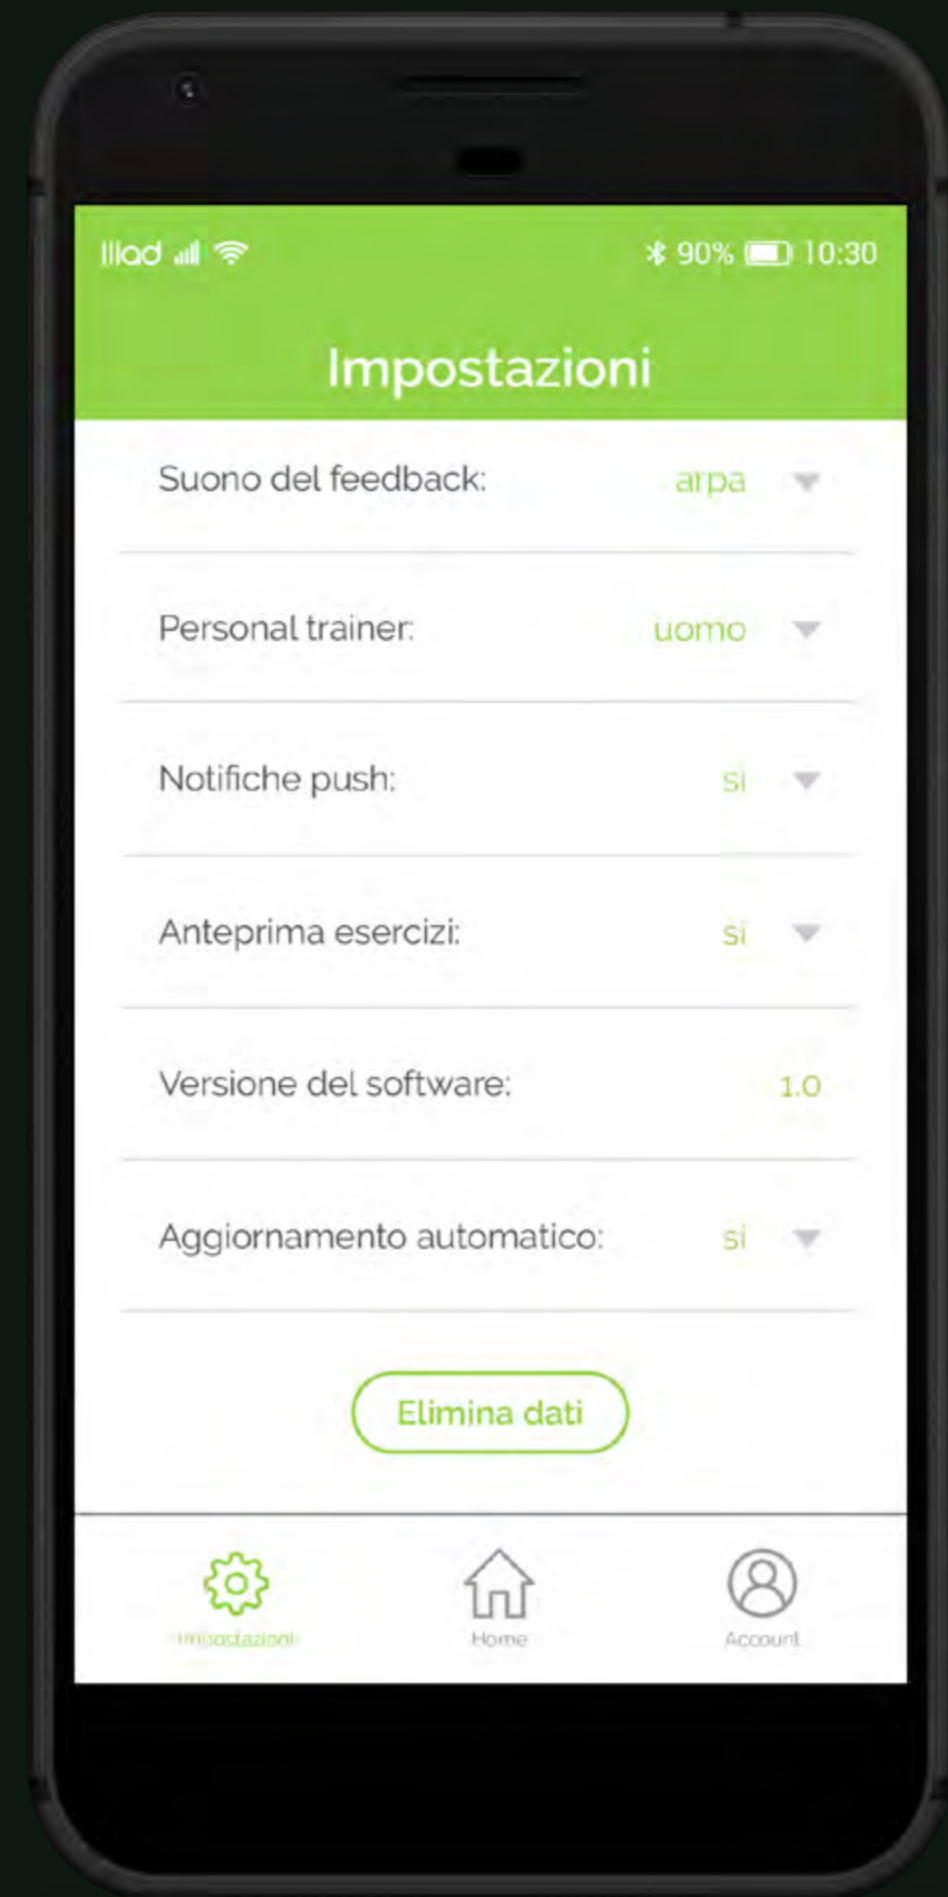 Illad 90% 10:30
Impostazioni
Suono del feedback: arpa
Personal trainer: uomo
Notifiche push: si
Anteprima esercizi: si
Versione del software: 1.0
Aggiornamento automatico: si
Elimina dati
Impostazioni Home Account